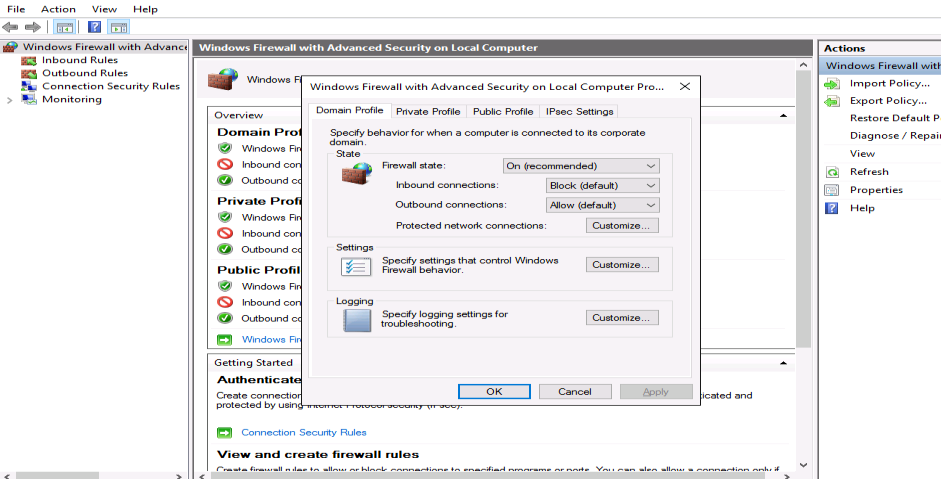 File Action View Help
Windows Firewall with Advance
Inbound Rules
Outbound Rules
Connection Security Rules
Monitoring
Windows Firewall with Advanced Security on Local Computer
Windows Fi
Overview
Domain Prof
Windows Fir
Inbound con
Outbound co
Private Profi
Windows Fir
Inbound con
Outbound co
Public Profil
Windows Fir
Inbound con
Outbound co
Windows Fir
Getting Started
Authenticate
Create connection
cated and
protected by using Internet Protocol security (IPsec).
Connection Security Rules
View and create firewall rules
Create firewall rules to allow or block connections to specified programs or ports. You can also allow a connection only if
Windows Firewall with Advanced Security on Local Computer Pro...
Domain Profile Private Profile Public Profile IPsec Settings
Specify behavior for when a computer is connected to its corporate
domain.
State
Firewall state: On (recommended)
Inbound connections: Block (default)
Outbound connections: Allow (default)
Protected network connections: Customize...
Settings
Specify settings that control Windows
Firewall behavior.
Customize...
Logging
Specify logging settings for
troubleshooting.
Customize...
OK Cancel Apply
Actions
Windows Firewall with
Import Policy...
Export Policy...
Restore Default P
Diagnose / Repair
View
Refresh
Properties
Help